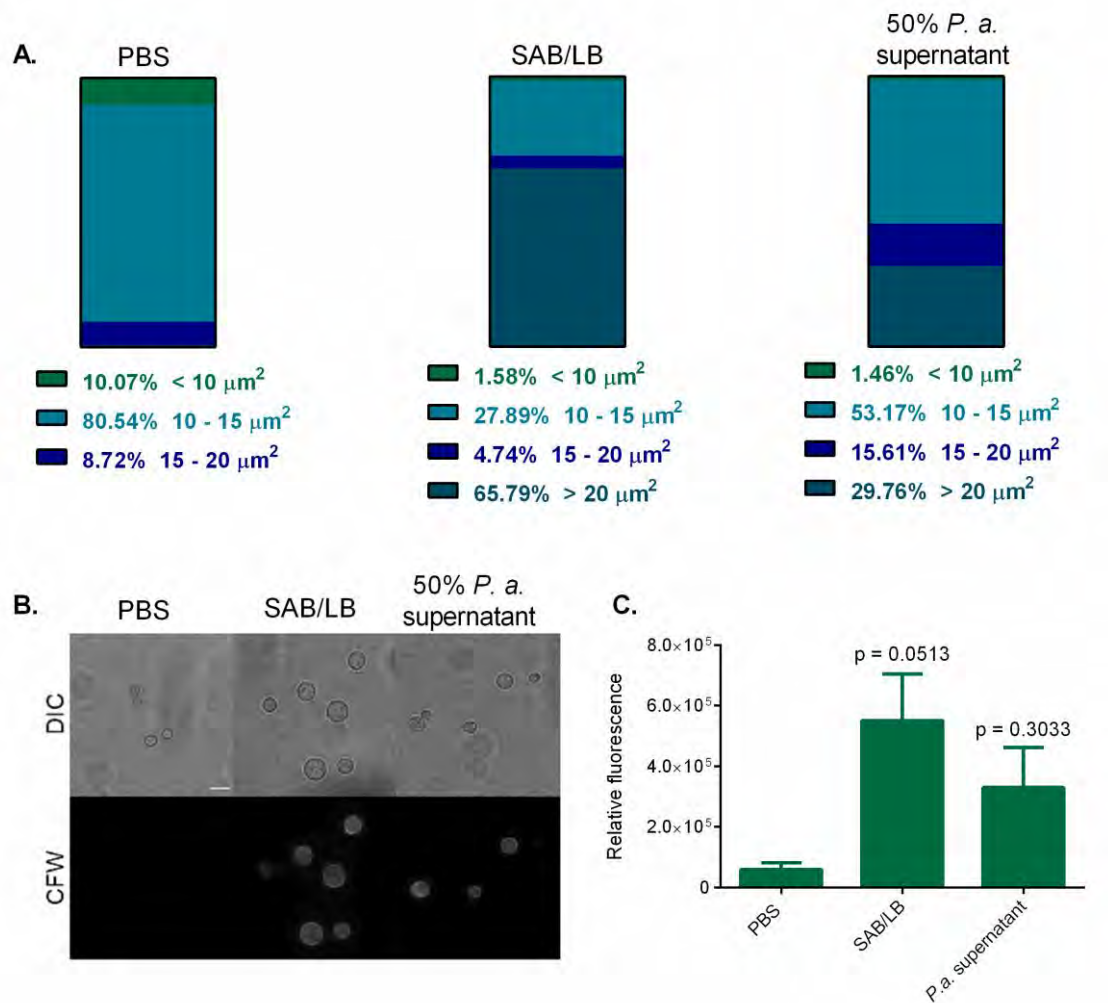 A.
PBS
SAB/LB
50% P. a.
supernatant
10.07% < 10 μm²
80.54% 10 - 15 μm²
8.72% 15 - 20 μm²
1.58% < 10 μm²
27.89% 10 - 15 μm²
4.74% 15 - 20 μm²
65.79% > 20 μm²
1.46% < 10 μm²
53.17% 10 - 15 μm²
15.61% 15 - 20 μm²
29.76% > 20 μm²
B.
PBS
SAB/LB
50% P. a.
supernatant
DIC
CFW
C.
Relative fluorescence
8.0×10⁵
6.0×10⁵
4.0×10⁵
2.0×10⁵
0
p = 0.0513
p = 0.3033
PBS
SAB/LB
P.a. supernatant